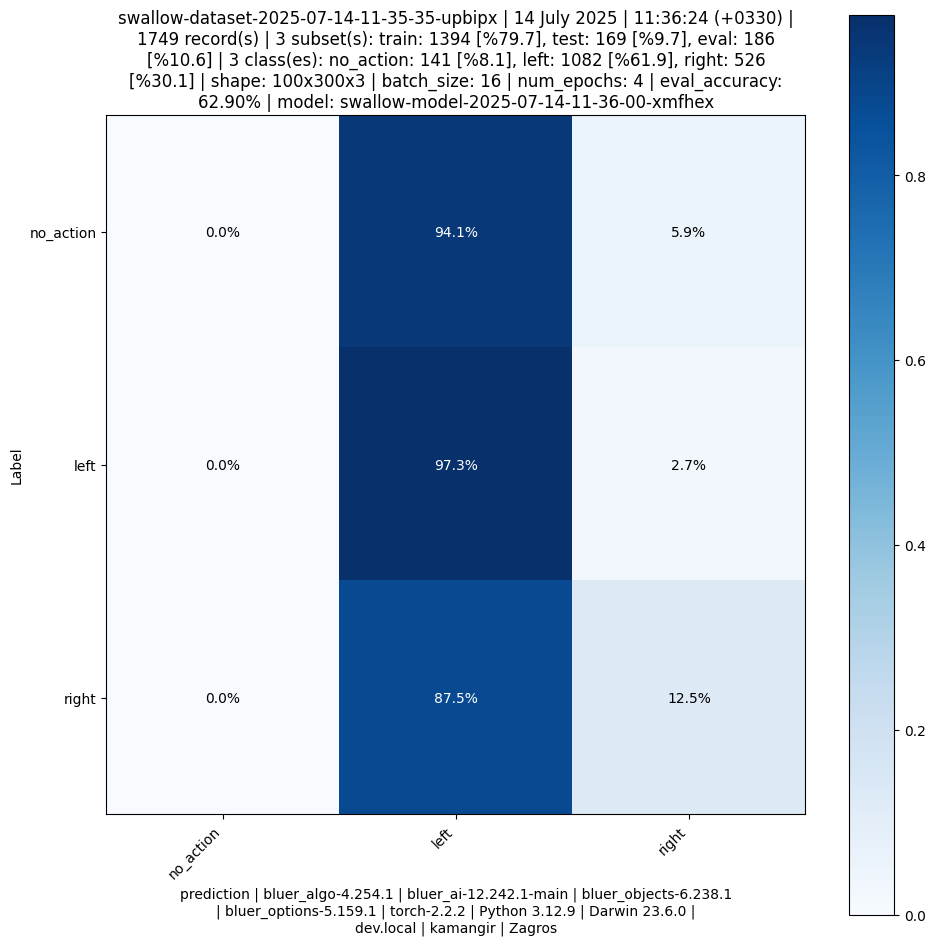 swallow-dataset-2025-07-14-11-35-35-upbipx | 14 July 2025 | 11:36:24 (+0330) |
1749 record(s) | 3 subset(s): train: 1394 [%79.7], test: 169 [%9.7], eval: 186
[%10.6] | 3 class(es): no_action: 141 [%8.1], left: 1082 [%61.9], right: 526
[%30.1] | shape: 100x300x3 | batch_size: 16 | num_epochs: 4 | eval_accuracy:
62.90% | model: swallow-model-2025-07-14-11-36-00-xmfhex
Label
no_action
0.0%
94.1%
5.9%
left
0.0%
97.3%
2.7%
right
0.0%
87.5%
12.5%
no_action
left
right
prediction | bluer_algo-4.254.1 | bluer_ai-12.242.1-main | bluer_objects-6.238.1
| bluer_options-5.159.1 | torch-2.2.2 | Python 3.12.9 | Darwin 23.6.0 |
dev.local | kamangir | Zagros
0.8
0.6
0.4
0.2
0.0